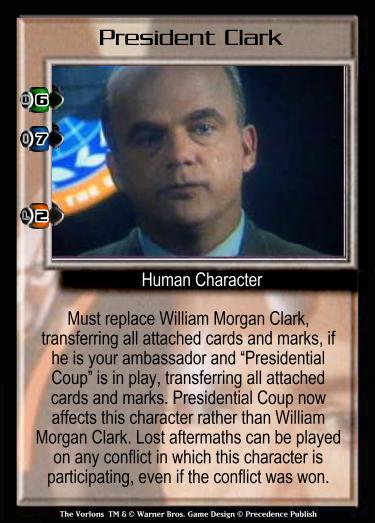 President Clark
D 6
I 7
THE
L 2
Human Character
Must replace William Morgan Clark,
transferring all attached cards and marks, if
he is your ambassador and “Presidential
Coup” is in play, transferring all attached
cards and marks. Presidential Coup now
affects this character rather than William
Morgan Clark. Lost aftermaths can be played
on any conflict in which this character is
participating, even if the conflict was won.
The Vorlons TM & © Warner Bros. Game Design © Precedence Publish